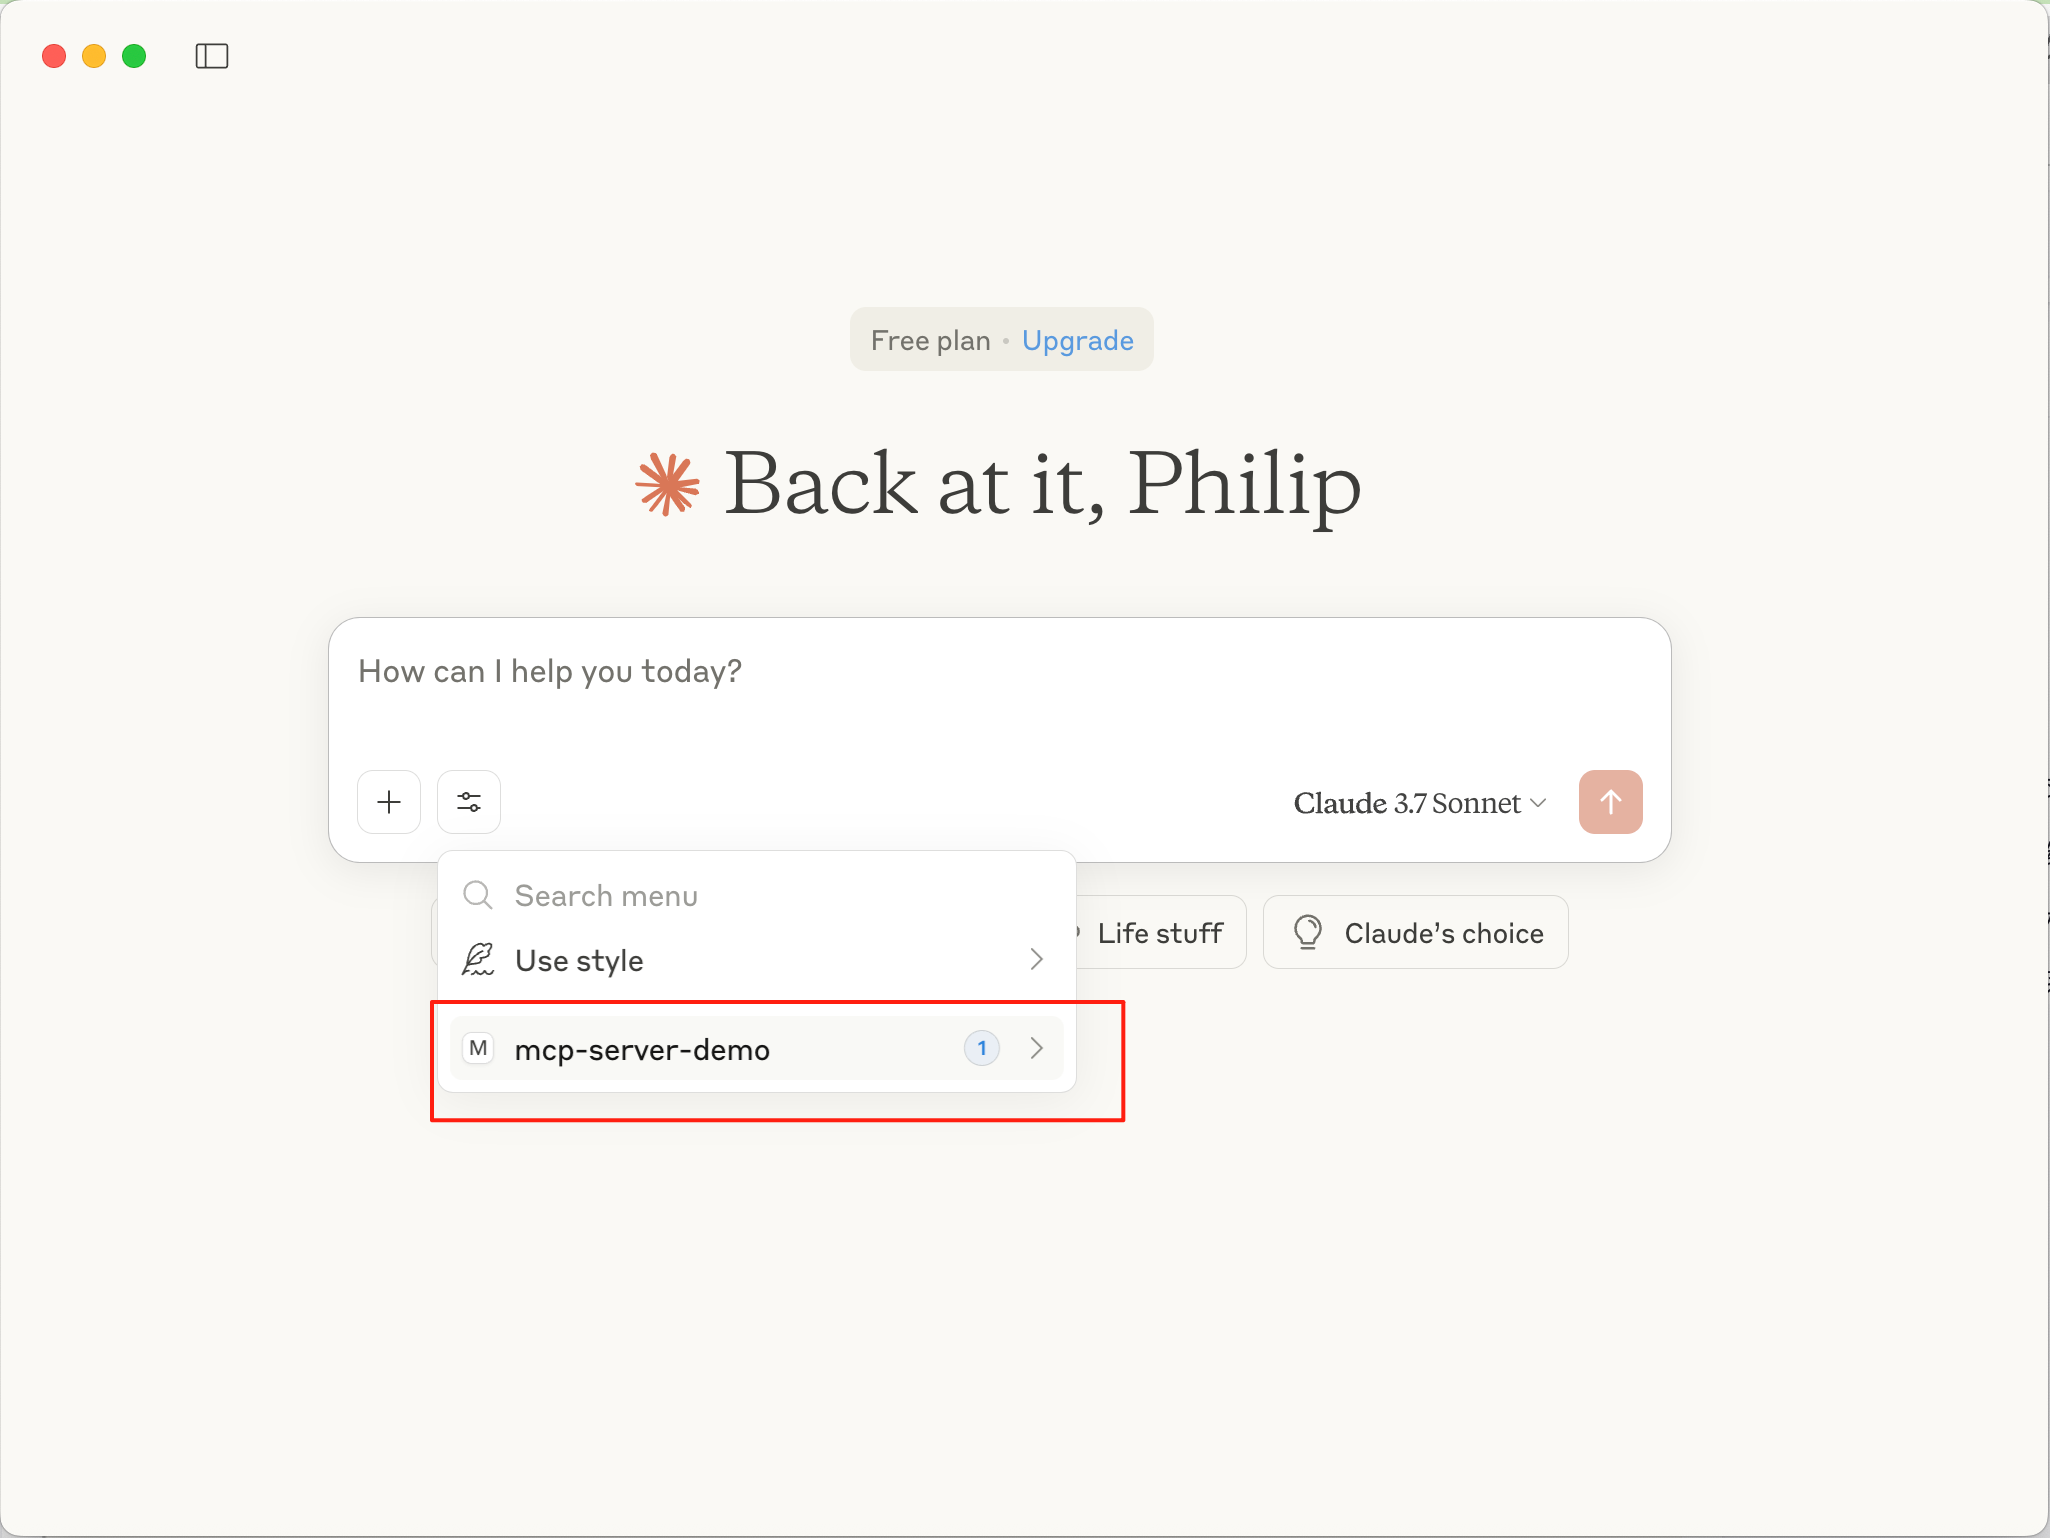 Free plan • Upgrade
Back at it, Philip
How can I help you today?
Claude 3.7 Sonnet
Search menu
Use style
Life stuff
Claude's choice
M mcp-server-demo 1